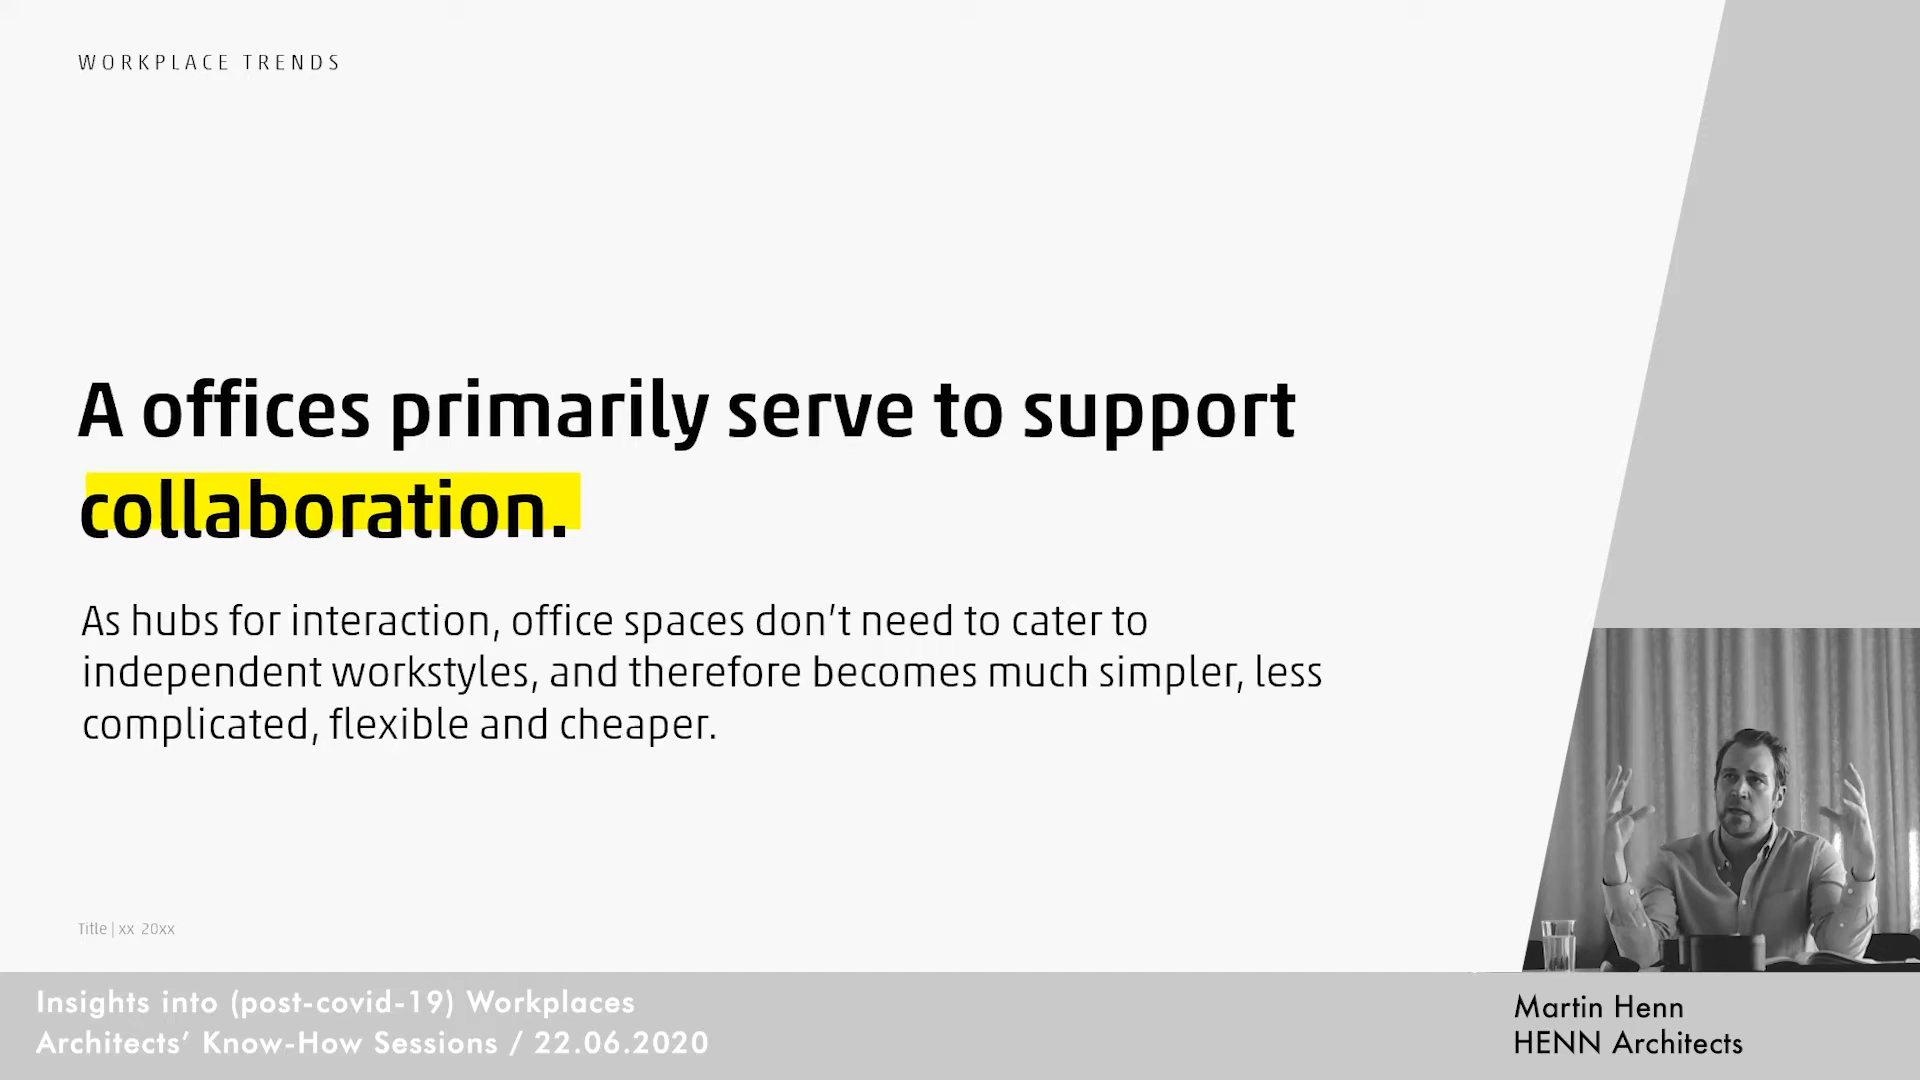 WORKPLACE TRENDS
A offices primarily serve to support
collaboration.
As hubs for interaction, office spaces don't need to cater to
independent workstyles, and therefore becomes much simpler, less
complicated, flexible and cheaper.
Title | xx 20xx
Insights into (post-covid-19) Workplaces
Architects' Know-How Sessions / 22.06.2020
Martin Henn
HENN Architects